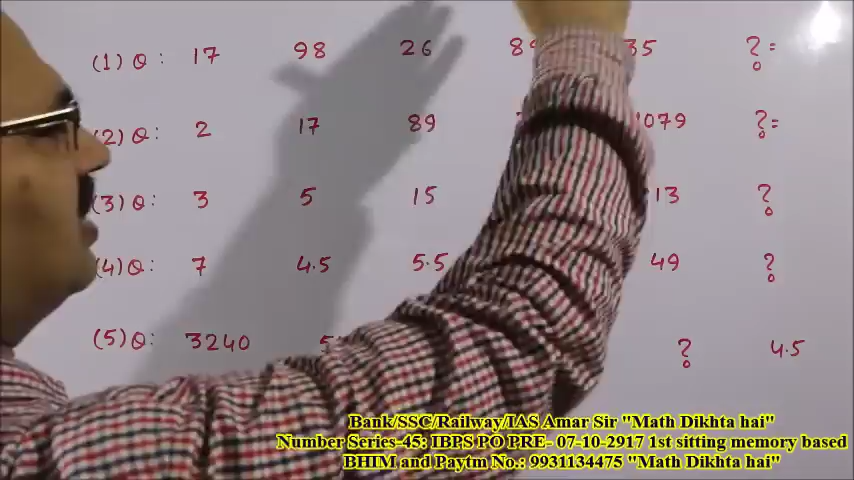 (1) Q: 17 98 26 89 35 ? =
(2) Q: 2 17 89 1079 ? =
(3) Q: 3 5 15 13 ?
(4) Q: 7 4.5 5.5 49 ?
(5) Q: 3240 5 ? 4.5
Bank/SSC/Railway/IAS Amar Sir "Math Dikhta hai"
Number Series-45: IBPS PO PRE- 07-10-2917 1st sitting memory based
BHIM and Paytm No.: 9931134475 "Math Dikhta hai"